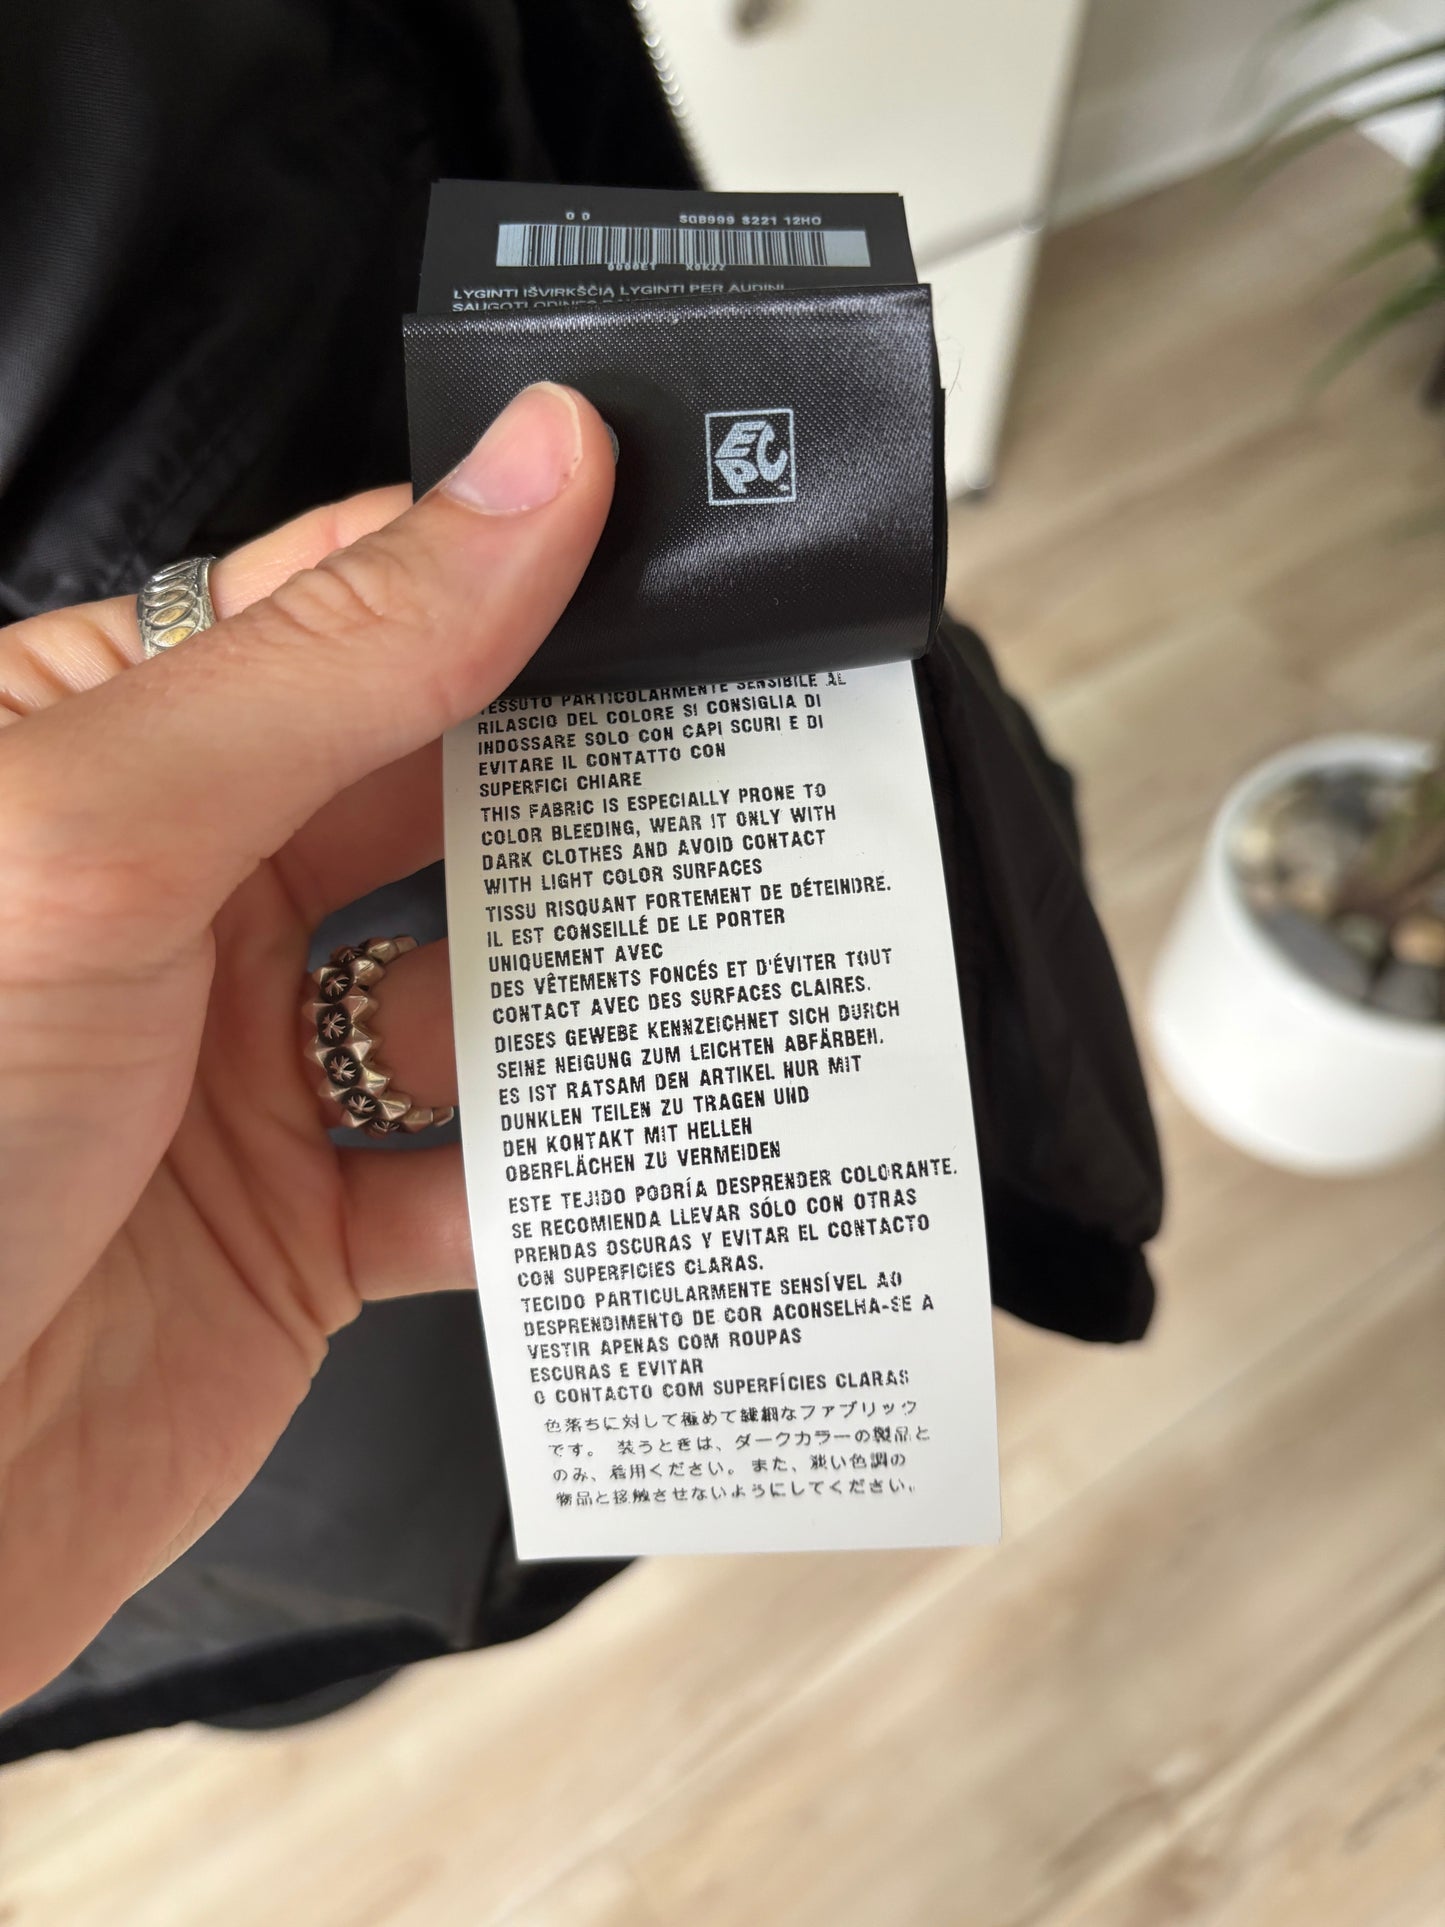 00 SGB999 S221 12HO
LYGINTI IŠVIRKŠČIĄ LYGINTI PER AUDINĮ
SAUGOTI
EPC
TESSUTO PARTICOLARMENTE SENSIBILE AL
RILASCIO DEL COLORE SI CONSIGLIA DI
INDOSSARE SOLO CON CAPI SCURI E DI
EVITARE IL CONTATTO CON
SUPERFICI CHIARE
THIS FABRIC IS ESPECIALLY PRONE TO
COLOR BLEEDING, WEAR IT ONLY WITH
DARK CLOTHES AND AVOID CONTACT
WITH LIGHT COLOR SURFACES
TISSU RISQUANT FORTEMENT DE DÉTEINDRE.
IL EST CONSEILLÉ DE LE PORTER
UNIQUEMENT AVEC
DES VÊTEMENTS FONCÉS ET D'ÉVITER TOUT
CONTACT AVEC DES SURFACES CLAIRES.
DIESES GEWEBE KENNZEICHNET SICH DURCH
SEINE NEIGUNG ZUM LEICHTEN ABFÄRBEN.
ES IST RATSAM DEN ARTIKEL NUR MIT
DUNKLEN TEILEN ZU TRAGEN UND
DEN KONTAKT MIT HELLEN
OBERFLÄCHEN ZU VERMEIDEN
ESTE TEJIDO PODRÍA DESPRENDER COLORANTE.
SE RECOMIENDA LLEVAR SÓLO CON OTRAS
PRENDAS OSCURAS Y EVITAR EL CONTACTO
CON SUPERFICIES CLARAS.
TECIDO PARTICULARMENTE SENSÍVEL AO
DESPRENDIMENTO DE COR ACONSELHA-SE A
VESTIR APENAS COM ROUPAS
ESCURAS E EVITAR
O CONTACTO COM SUPERFÍCIES CLARAS
色落ちに対して極めて繊細なファブリック
です。 装うときは、ダークカラーの製品と
のみ、着用ください。また、淡い色調の
物品と接触させないようにしてください。